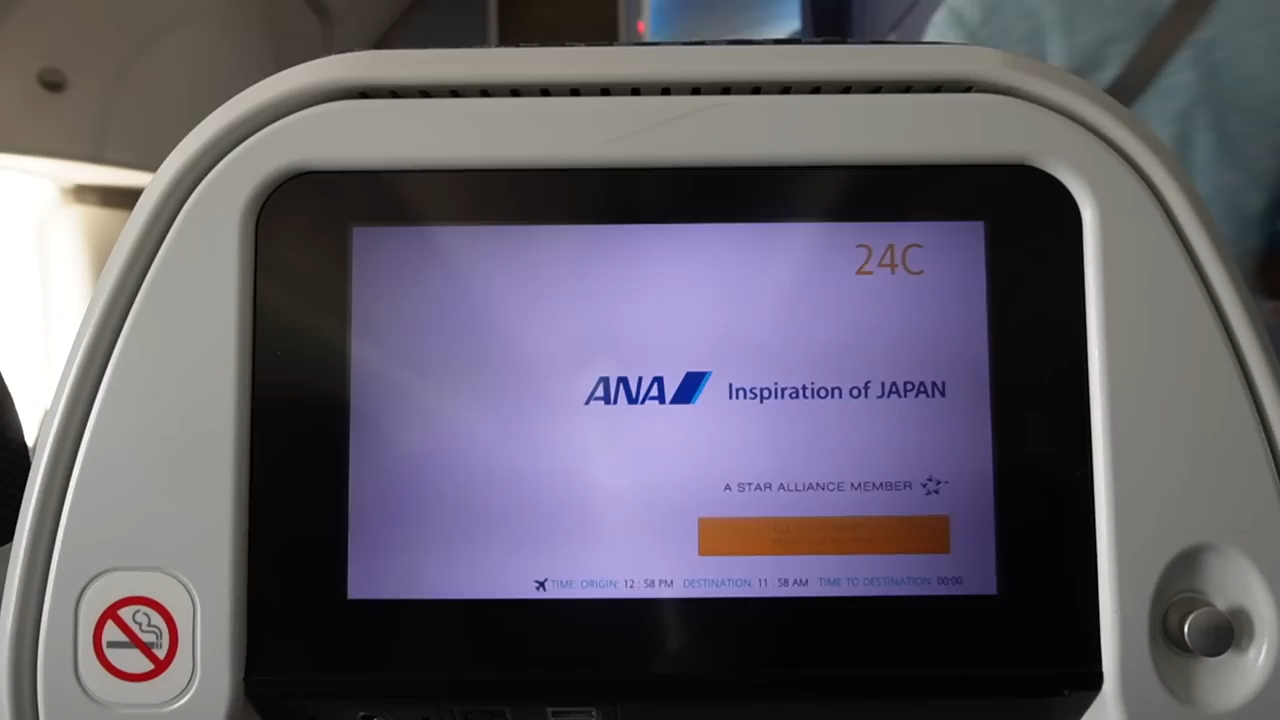 24C
ANA Inspiration of JAPAN
A STAR ALLIANCE MEMBER
TIME: ORIGIN: 12 : 58 PM DESTINATION: 11 : 58 AM TIME TO DESTINATION: 00:00